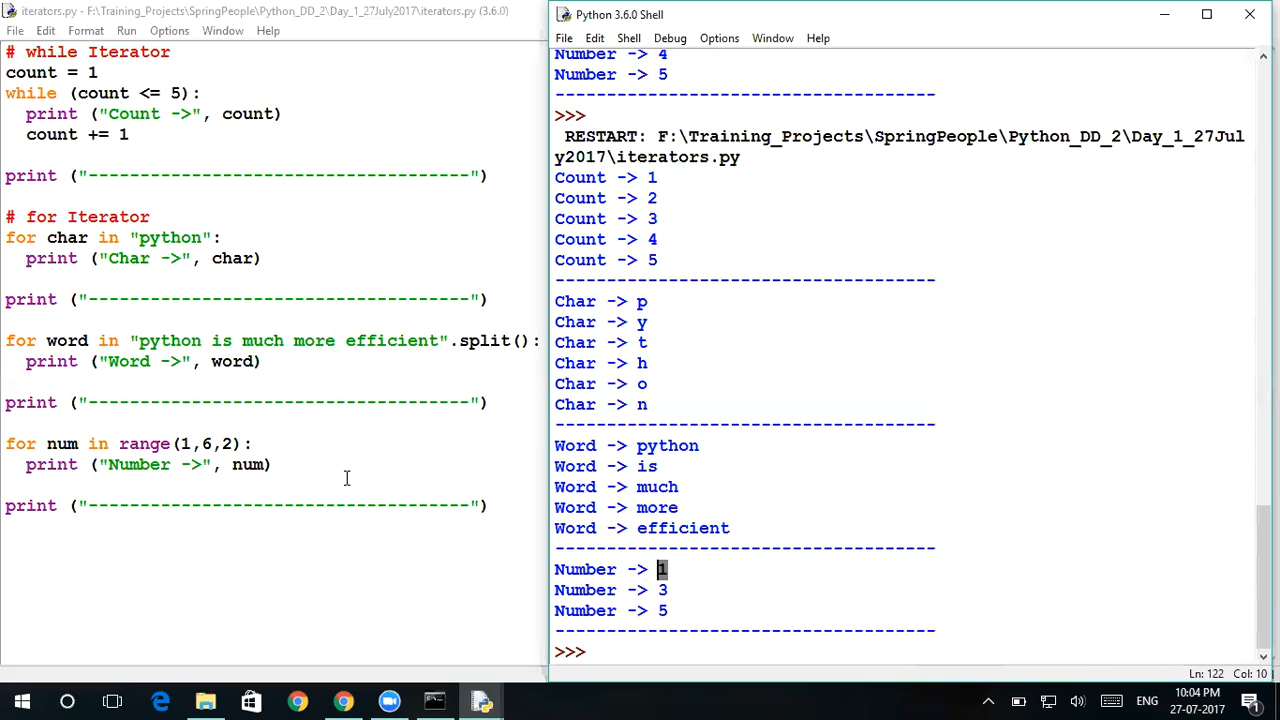 iterators.py - F:\Training_Projects\SpringPeople\Python_DD_2\Day_1_27July2017\iterators.py (3.6.0)
File Edit Format Run Options Window Help
# while Iterator
count = 1
while (count <= 5):
  print ("Count ->", count)
  count += 1
print ("-------------------------------------")
# for Iterator
for char in "python":
  print ("Char ->", char)
print ("-------------------------------------")
for word in "python is much more efficient".split():
  print ("Word ->", word)
print ("-------------------------------------")
for num in range(1,6,2):
  print ("Number ->", num)
print ("-------------------------------------")
Python 3.6.0 Shell
File Edit Shell Debug Options Window Help
Number -> 4
Number -> 5
-------------------------------------
>>>
 RESTART: F:\Training_Projects\SpringPeople\Python_DD_2\Day_1_27Jul
y2017\iterators.py
Count -> 1
Count -> 2
Count -> 3
Count -> 4
Count -> 5
-------------------------------------
Char -> p
Char -> y
Char -> t
Char -> h
Char -> o
Char -> n
-------------------------------------
Word -> python
Word -> is
Word -> much
Word -> more
Word -> efficient
-------------------------------------
Number -> 1
Number -> 3
Number -> 5
-------------------------------------
>>>
Ln: 122 Col: 10
ENG
10:04 PM
27-07-2017
1